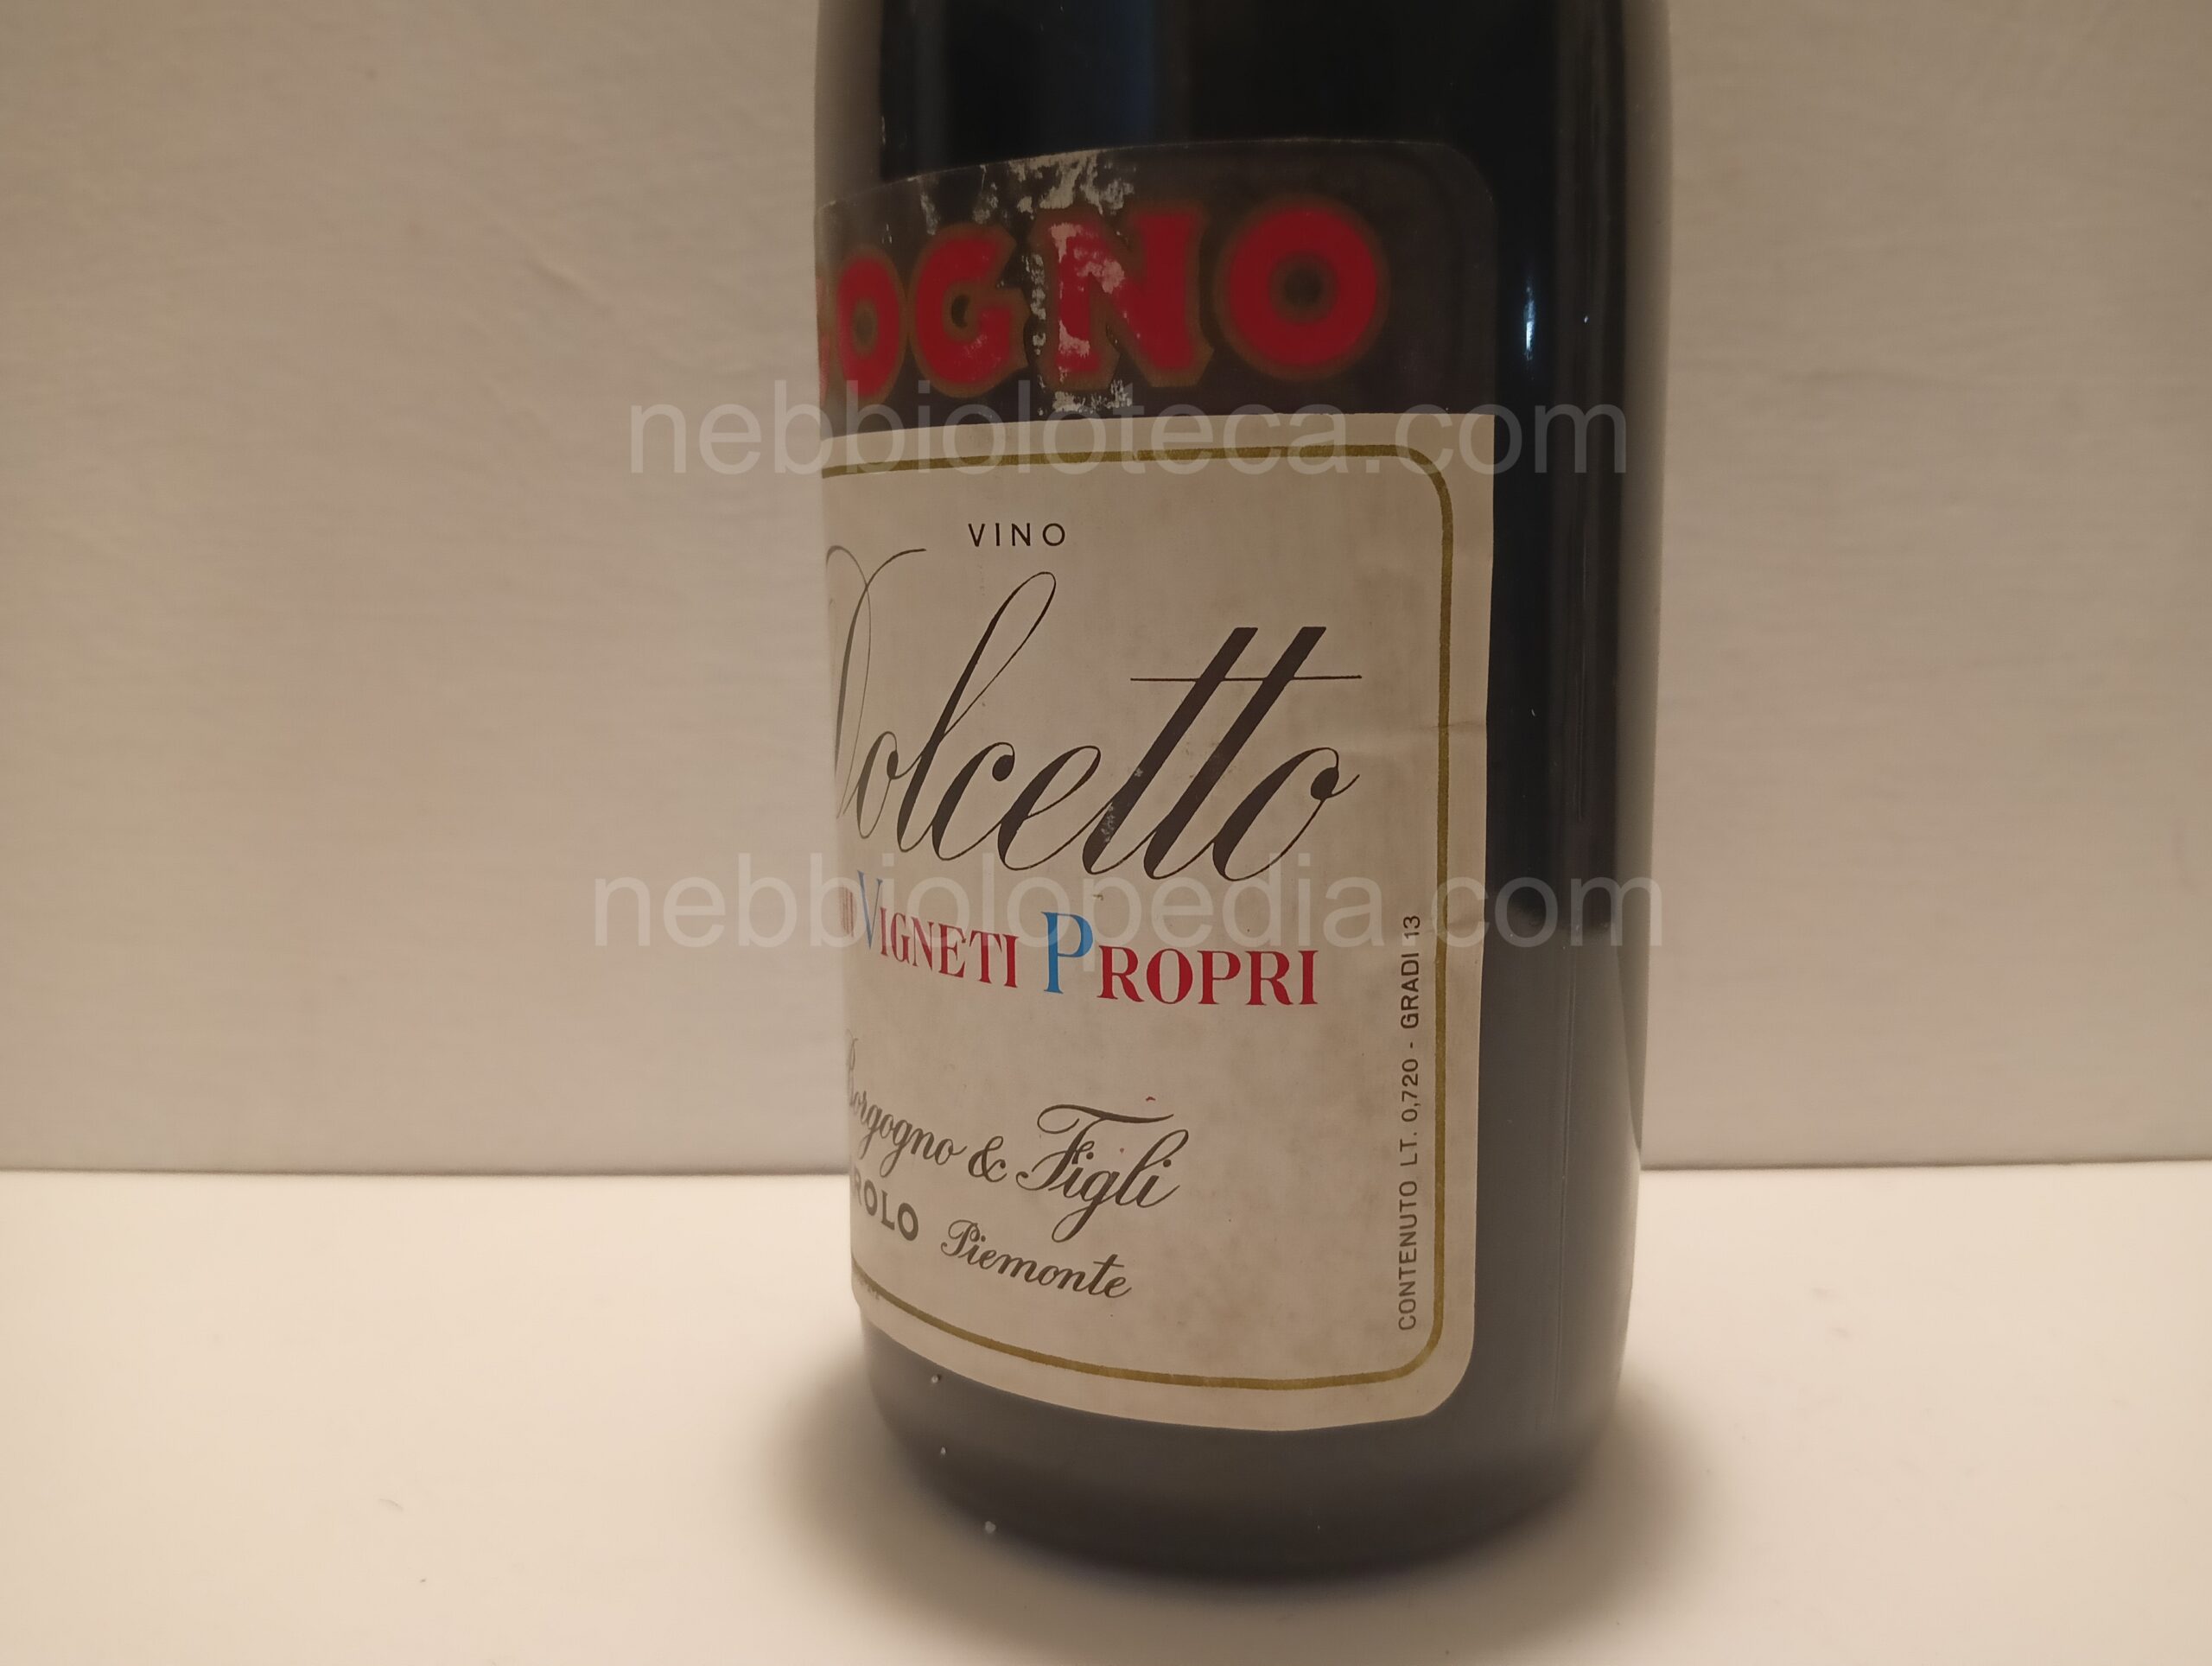 OGNO
nebbioloteca.com
VINO
Dolcetto
nebbiolopedia.com
VIGNETI PROPRI
Borgogno & Figli
ROLO Piemonte
CONTENUTO LT. 0,720 - GRADI 13